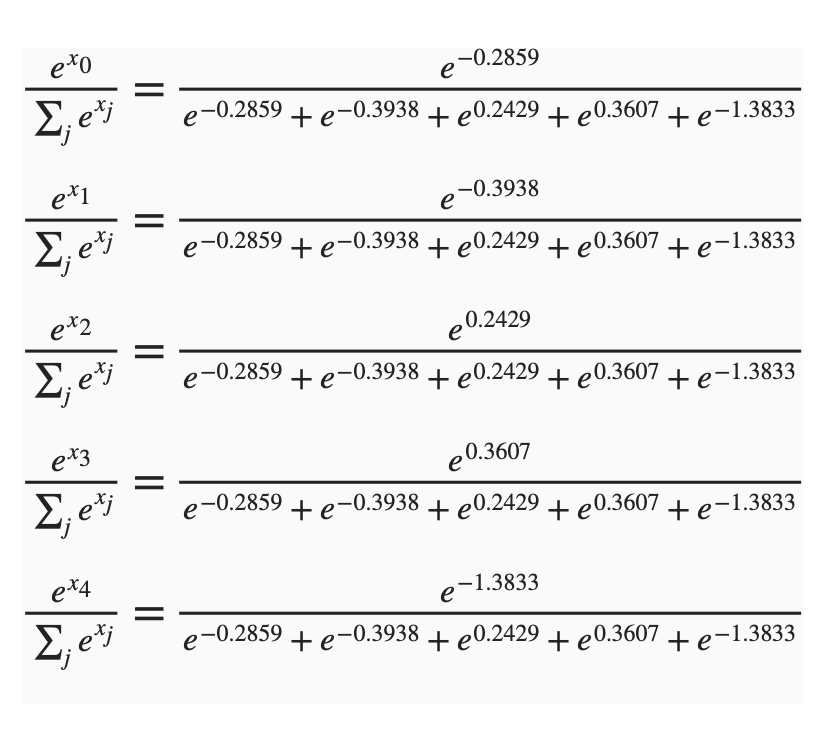 \frac{e^{x_0}}{\sum_j e^{x_j}} = \frac{e^{-0.2859}}{e^{-0.2859} + e^{-0.3938} + e^{0.2429} + e^{0.3607} + e^{-1.3833}}
\frac{e^{x_1}}{\sum_j e^{x_j}} = \frac{e^{-0.3938}}{e^{-0.2859} + e^{-0.3938} + e^{0.2429} + e^{0.3607} + e^{-1.3833}}
\frac{e^{x_2}}{\sum_j e^{x_j}} = \frac{e^{0.2429}}{e^{-0.2859} + e^{-0.3938} + e^{0.2429} + e^{0.3607} + e^{-1.3833}}
\frac{e^{x_3}}{\sum_j e^{x_j}} = \frac{e^{0.3607}}{e^{-0.2859} + e^{-0.3938} + e^{0.2429} + e^{0.3607} + e^{-1.3833}}
\frac{e^{x_4}}{\sum_j e^{x_j}} = \frac{e^{-1.3833}}{e^{-0.2859} + e^{-0.3938} + e^{0.2429} + e^{0.3607} + e^{-1.3833}}